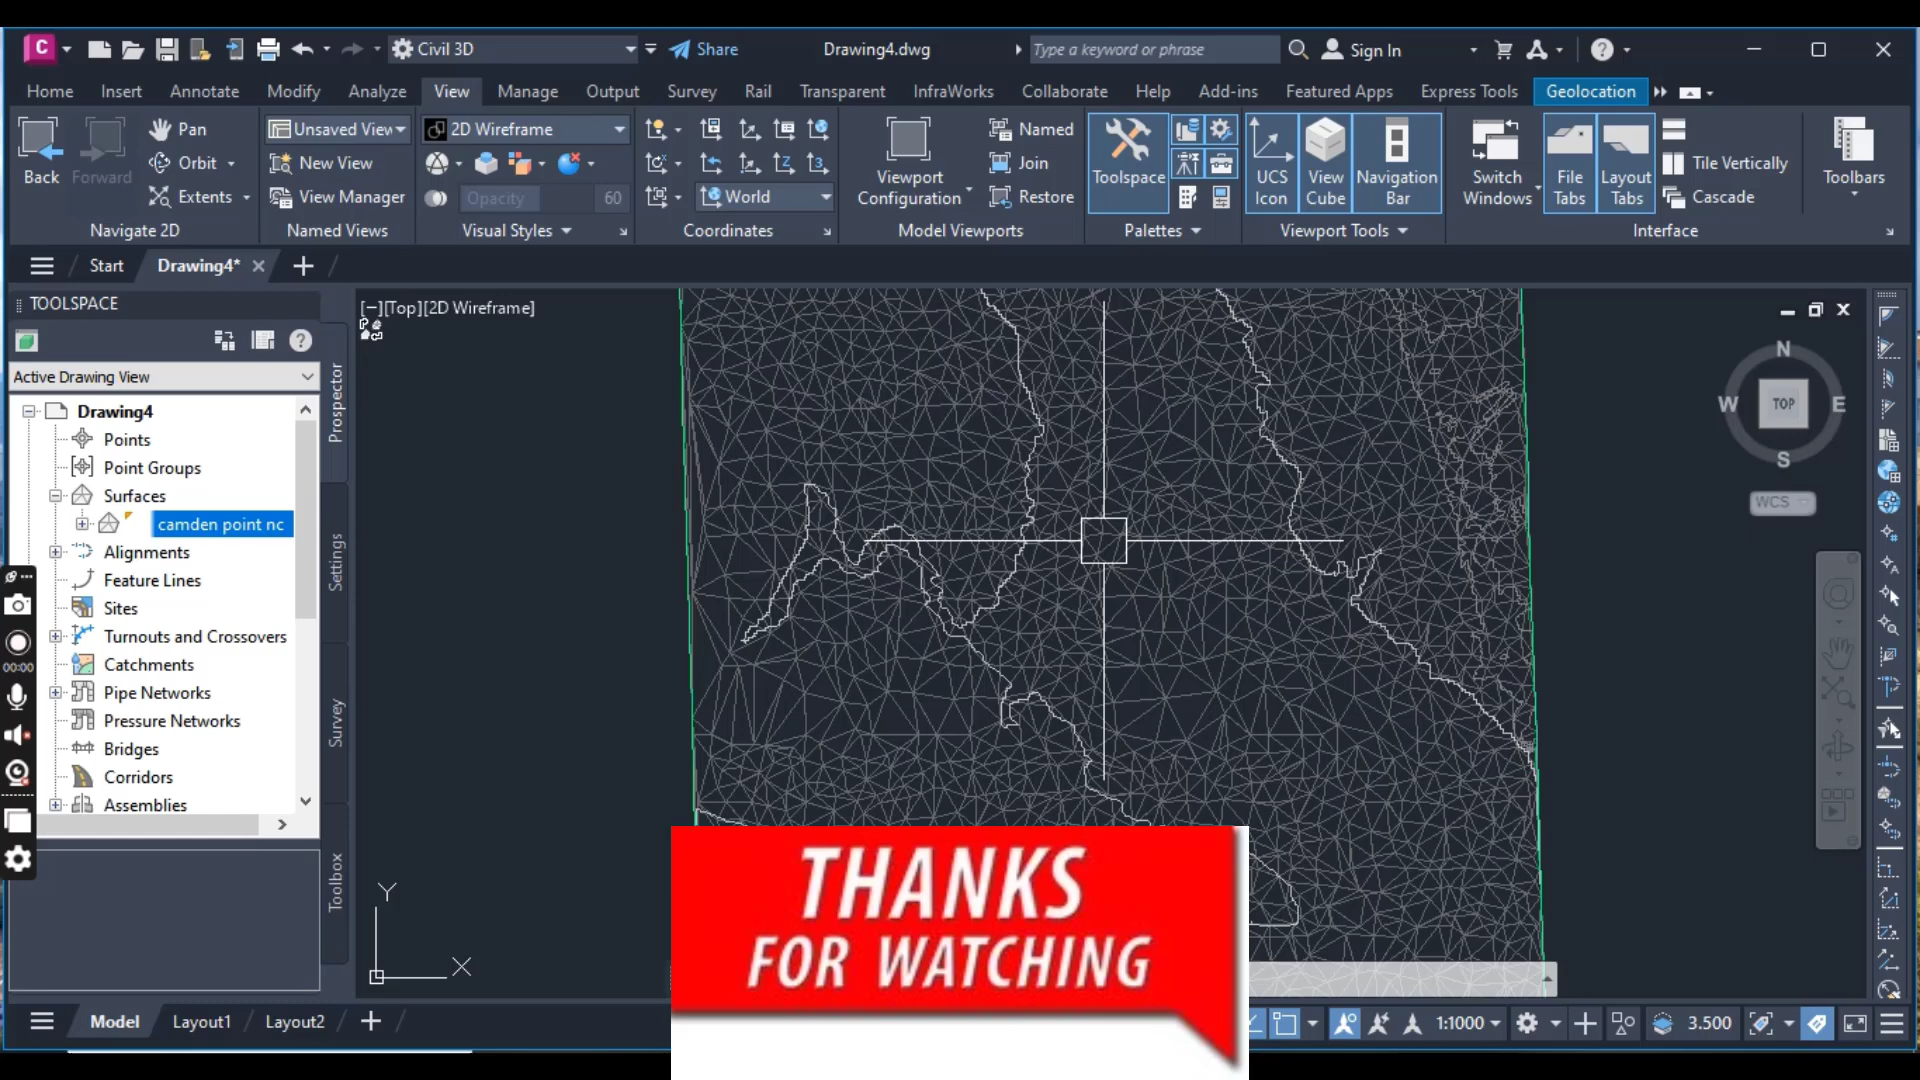 C
Civil 3D
Share
Drawing4.dwg
Type a keyword or phrase
Sign In
Home Insert Annotate Modify Analyze View Manage Output Survey Rail Transparent InfraWorks Collaborate Help Add-ins Featured Apps Express Tools Geolocation
Back
Forward
Pan
Orbit
Extents
Navigate 2D
Unsaved View
New View
View Manager
Named Views
2D Wireframe
Opacity 60
Visual Styles
World
Coordinates
Viewport
Configuration
Named
Join
Restore
Model Viewports
Toolspace
Palettes
UCS
Icon
View
Cube
Navigation
Bar
Viewport Tools
Switch
Windows
File
Tabs
Layout
Tabs
Tile Vertically
Cascade
Interface
Toolbars
Start
Drawing4*
TOOLSPACE
Active Drawing View
Drawing4
Points
Point Groups
Surfaces
camden point nc
Alignments
Feature Lines
Sites
Turnouts and Crossovers
Catchments
Pipe Networks
Pressure Networks
Bridges
Corridors
Assemblies
Prospector
Settings
Survey
Toolbox
00:00
[−][Top][2D Wireframe]
N
W
TOP
E
S
WCS
Y
X
THANKS
FOR WATCHING
Model
Layout1
Layout2
1:1000
3.500